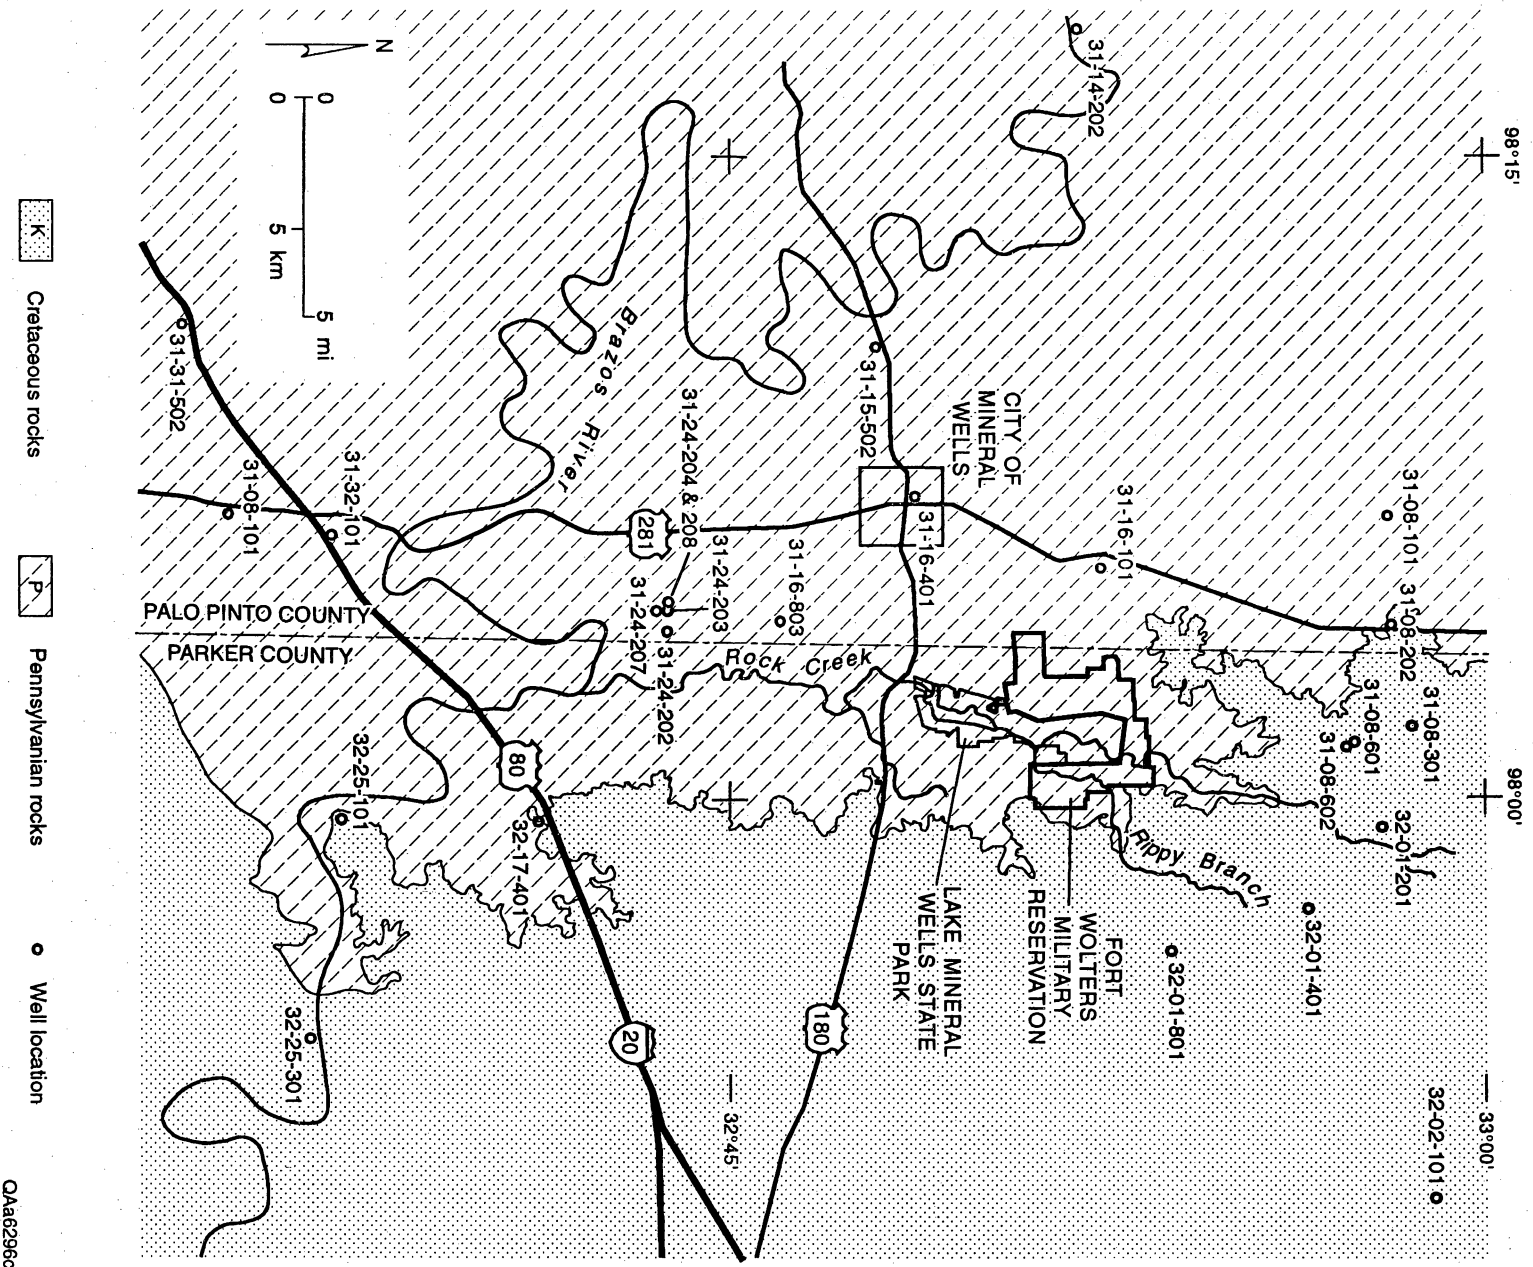 98°15'
98°00'
33°00'
32°45'
31-14-202
31-08-101
31-08-202
31-08-301
31-08-601
31-08-602
32-01-201
32-01-401
32-01-801
32-02-101
31-16-101
CITY OF
MINERAL
WELLS
31-15-502
31-16-401
31-16-803
FORT
WOLTERS
MILITARY
RESERVATION
LAKE MINERAL
WELLS STATE
PARK
Rippy Branch
Rock Creek
180
Brazos River
31-24-204 & 208
31-24-203
31-24-207
31-24-202
281
80
20
32-17-401
31-32-101
31-08-101
31-31-502
32-25-101
32-25-301
PALO PINTO COUNTY
PARKER COUNTY
N
0
5 mi
0
5
km
K
Cretaceous rocks
P
Pennsylvanian rocks
Well location
QAa6296c